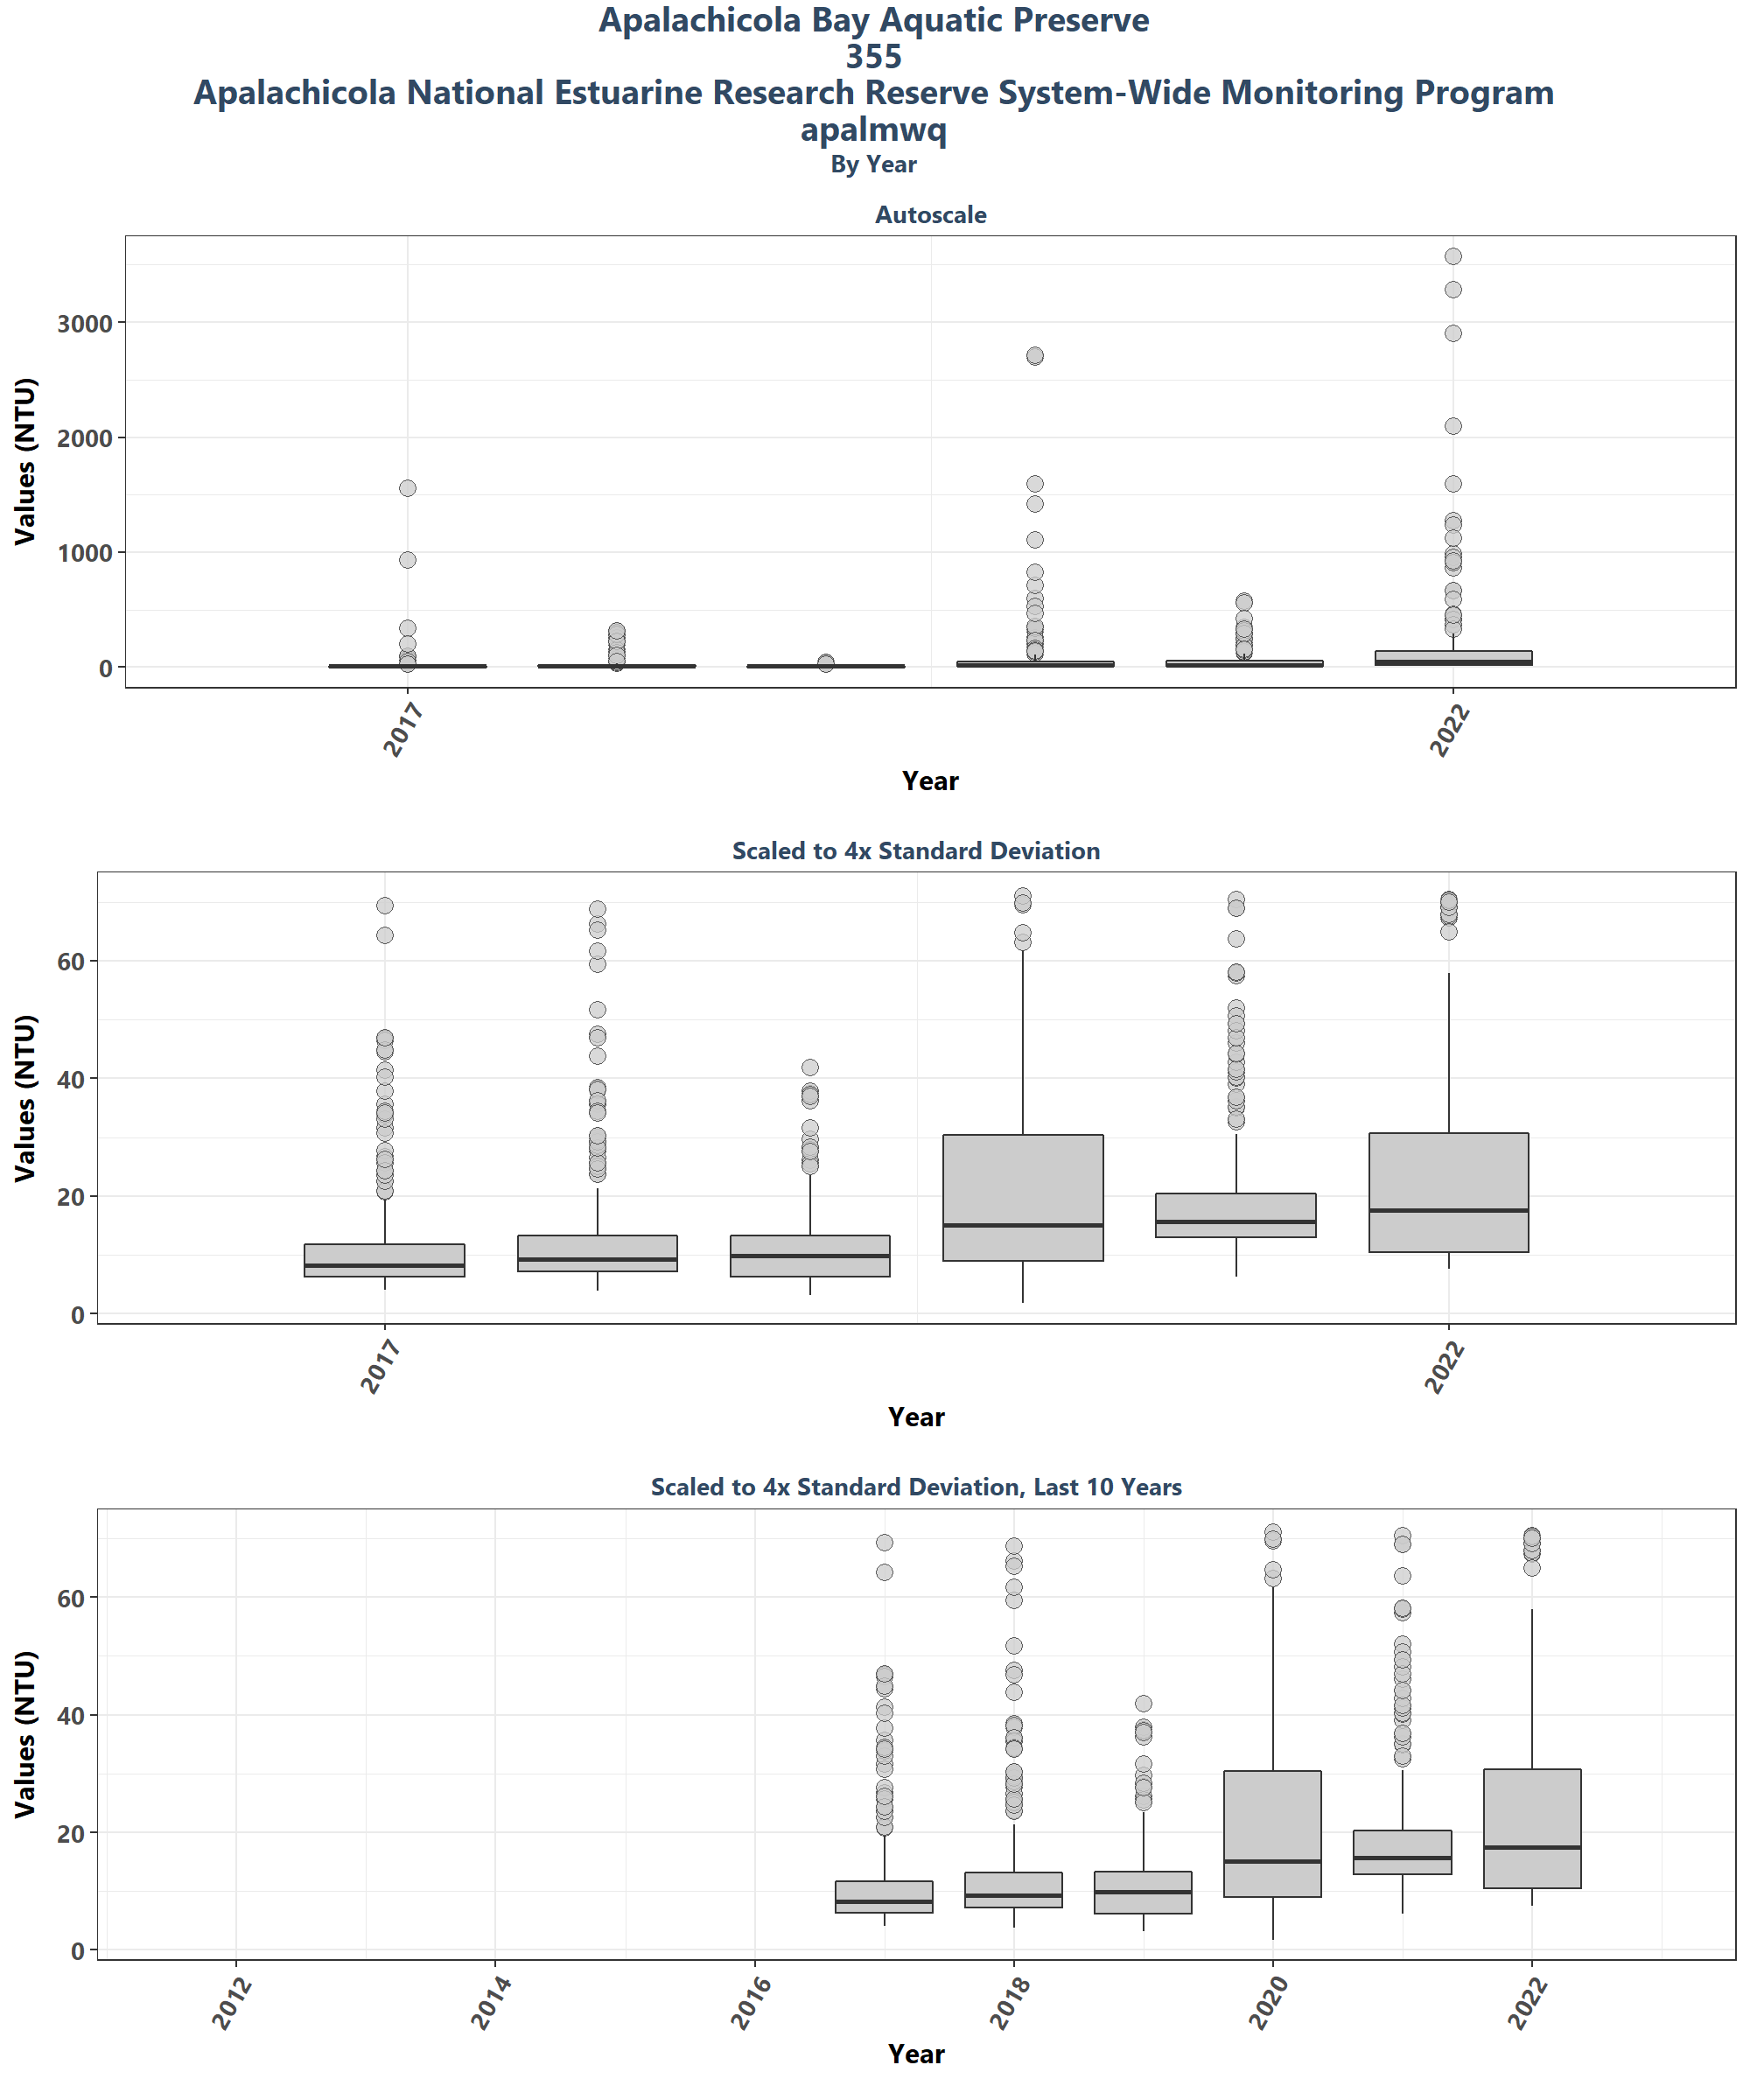 Apalachicola Bay Aquatic Preserve
355
Apalachicola National Estuarine Research Reserve System-Wide Monitoring Program
apalmwq
By Year
Autoscale
Values (NTU)
3000
2000
1000
0
2017
2022
Year
Scaled to 4x Standard Deviation
Values (NTU)
60
40
20
0
2017
2022
Year
Scaled to 4x Standard Deviation, Last 10 Years
Values (NTU)
60
40
20
0
2012
2014
2016
2018
2020
2022
Year